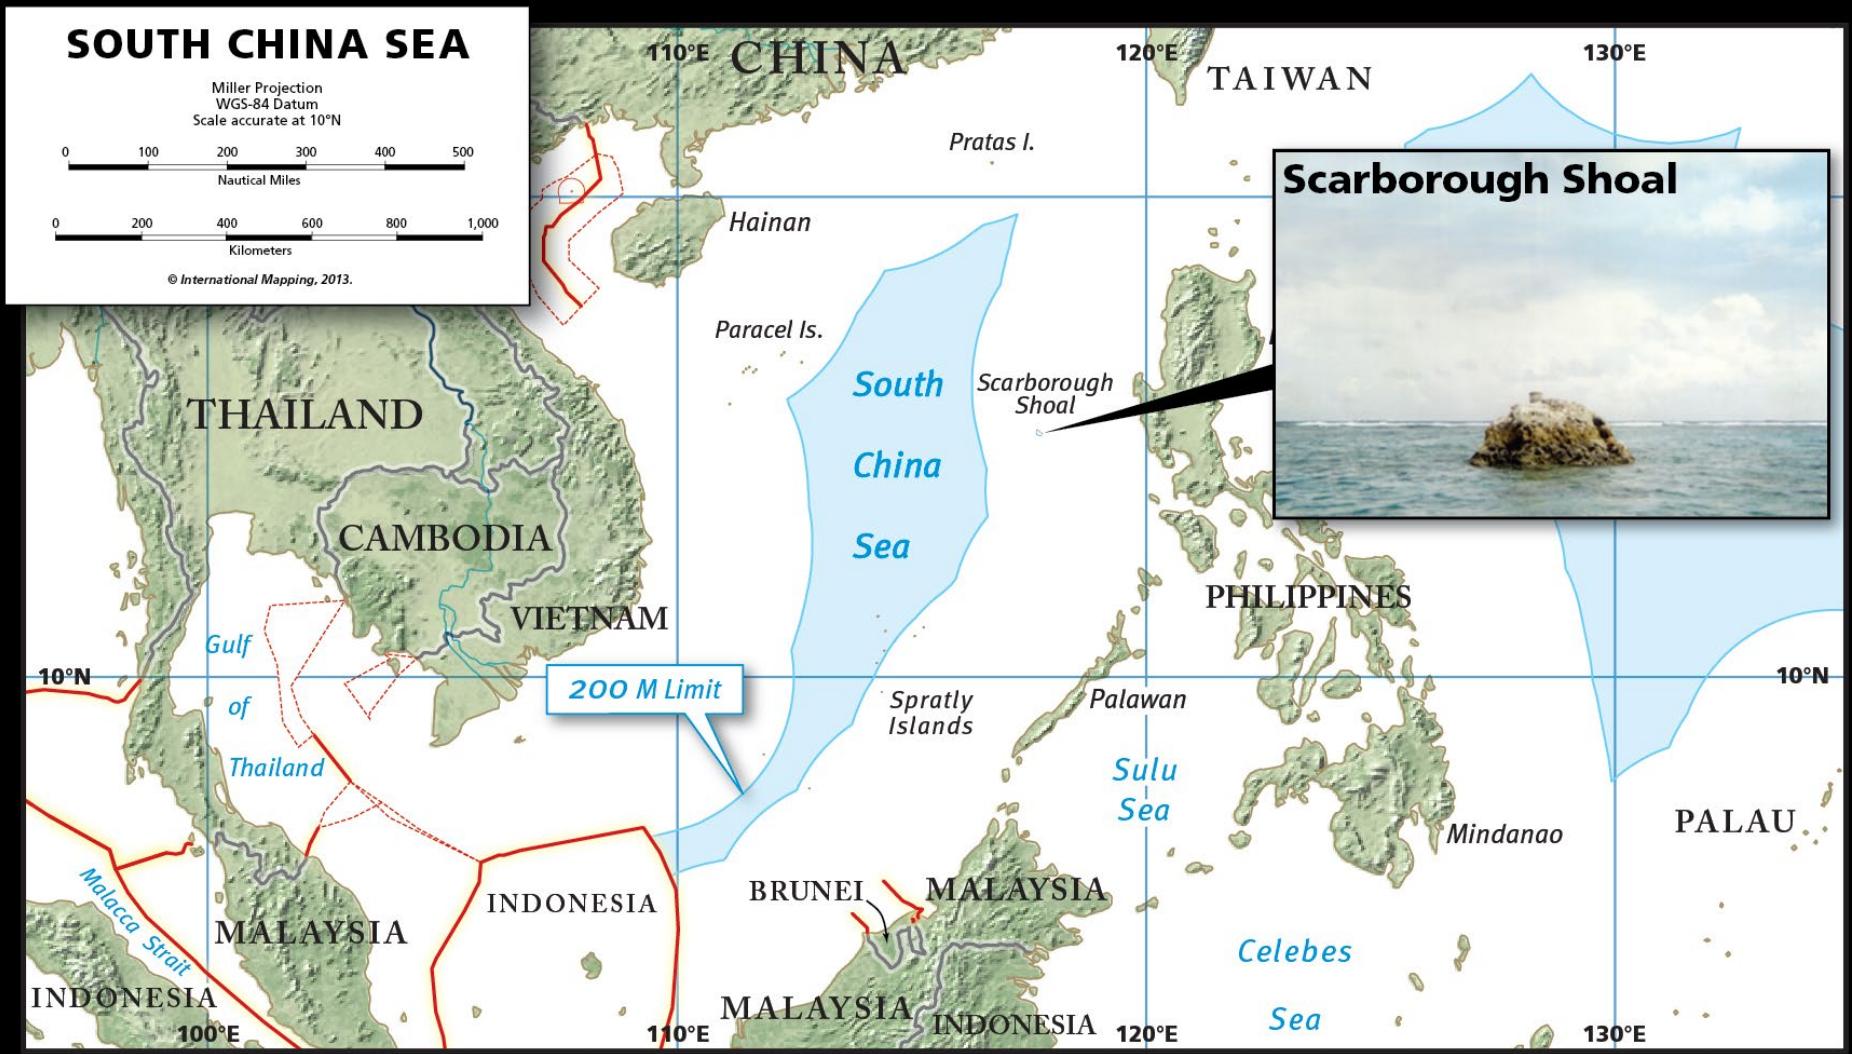 SOUTH CHINA SEA
Miller Projection
WGS-84 Datum
Scale accurate at 10°N
0 100 200 300 400 500
Nautical Miles
0 200 400 600 800 1,000
Kilometers
© International Mapping, 2013.
110°E
CHINA
120°E
TAIWAN
130°E
Pratas I.
Scarborough Shoal
Hainan
Paracel Is.
South
China
Sea
Scarborough
Shoal
THAILAND
CAMBODIA
VIETNAM
PHILIPPINES
Gulf
of
Thailand
10°N
200 M Limit
Spratly
Islands
Palawan
10°N
Sulu
Sea
PALAU
Mindanao
Malacca Strait
MALAYSIA
INDONESIA
BRUNEI
MALAYSIA
Celebes
Sea
INDONESIA
MALAYSIA
INDONESIA
100°E
110°E
120°E
130°E